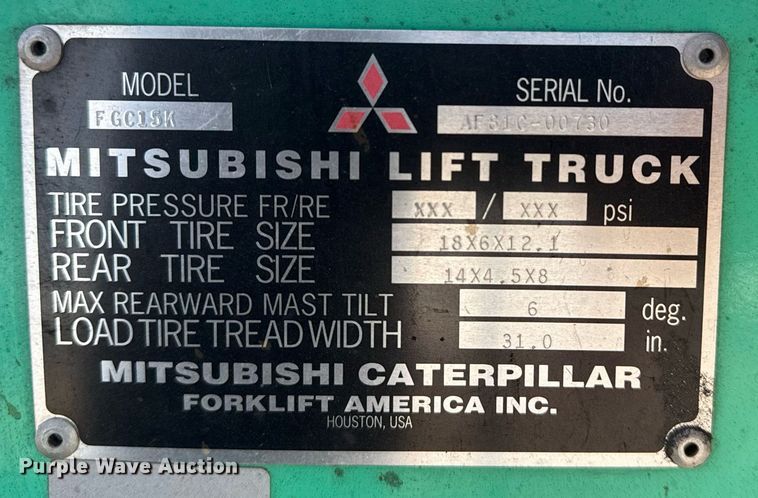 MODEL
SERIAL No.
FGC15K
AF81C-00730
MITSUBISHI LIFT TRUCK
TIRE PRESSURE FR/RE XXX / XXX psi
FRONT TIRE SIZE 18X6X12.1
REAR TIRE SIZE 14X4.5X8
MAX REARWARD MAST TILT 6 deg.
LOAD TIRE TREAD WIDTH 31.0 in.
MITSUBISHI CATERPILLAR
FORKLIFT AMERICA INC.
HOUSTON, USA
Purple Wave Auction